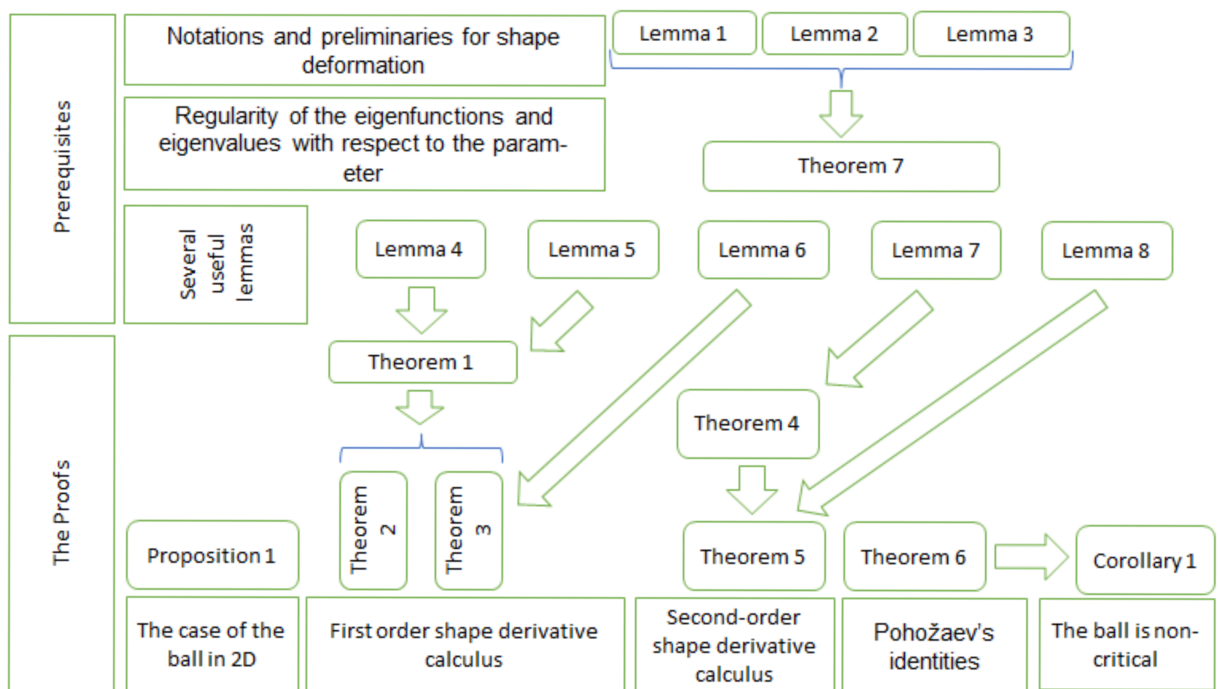 Prerequisites
Notations and preliminaries for shape
deformation
Lemma 1
Lemma 2
Lemma 3
Regularity of the eigenfunctions and
eigenvalues with respect to the param-
eter
Theorem 7
Several
useful
lemmas
Lemma 4
Lemma 5
Lemma 6
Lemma 7
Lemma 8
The Proofs
Theorem 1
Theorem 4
Theorem
2
Theorem
3
Proposition 1
Theorem 5
Theorem 6
Corollary 1
The case of the
ball in 2D
First order shape derivative
calculus
Second-order
shape derivative
calculus
Pohožaev's
identities
The ball is non-
critical